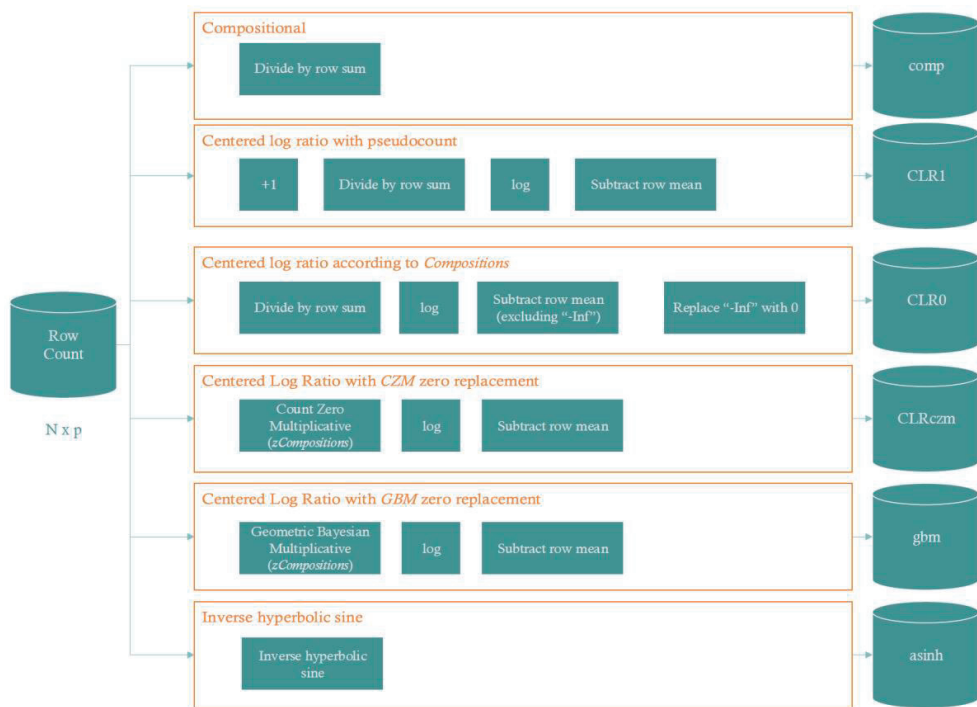 Compositional
Divide by row sum
comp
Centered log ratio with pseudocount
+1
Divide by row sum
log
Subtract row mean
CLR1
Centered log ratio according to Compositions
Divide by row sum
log
Subtract row mean
(excluding “-Inf”)
Replace “-Inf” with 0
CLR0
Row
Count
N x p
Centered Log Ratio with CZM zero replacement
Count Zero
Multiplicative
(zCompositions)
log
Subtract row mean
CLRczm
Centered Log Ratio with GBM zero replacement
Geometric Bayesian
Multiplicative
(zCompositions)
log
Subtract row mean
gbm
Inverse hyperbolic sine
Inverse hyperbolic
sine
asinh